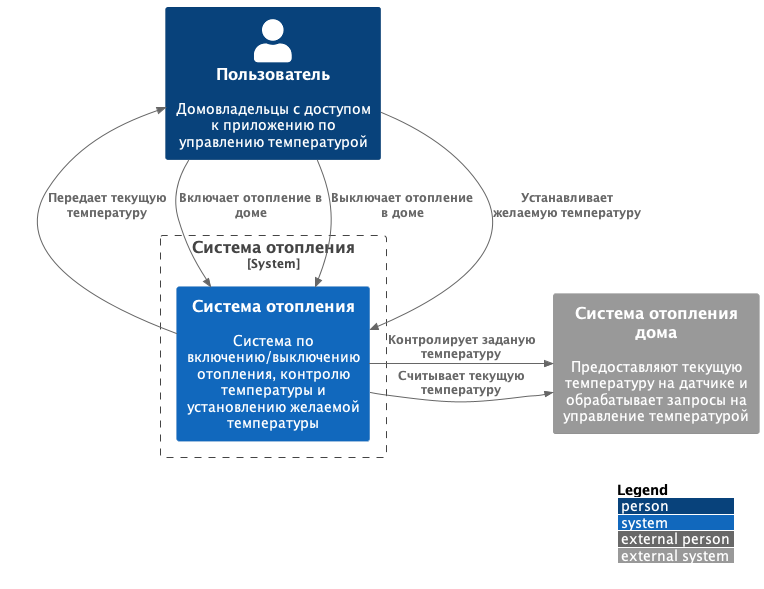 Пользователь
Домовладельцы с доступом
к приложению по
управлению температурой
Передает текущую
температуру
Включает отопление в
доме
Выключает отопление
в доме
Устанавливает
желаемую температуру
Система отопления
[System]
Система отопления
Система по
включению/выключению
отопления, контролю
температуры и
установлению желаемой
температуры
Контролирует заданую
температуру
Считывает текущую
температуру
Система отопления
дома
Предоставляют текущую
температуру на датчике и
обрабатывает запросы на
управление температурой
Legend
person
system
external person
external system